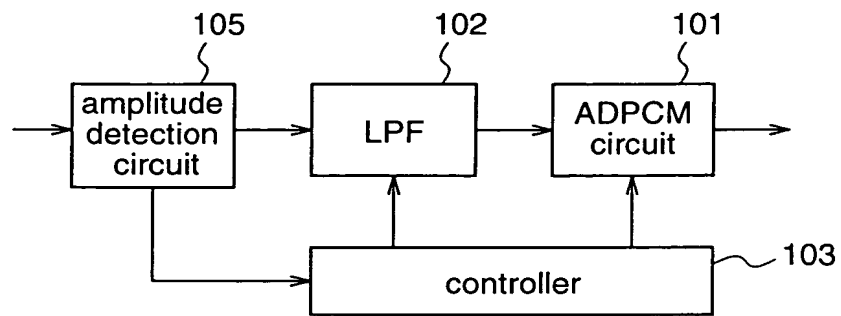 105
102
101
amplitude
detection
circuit
LPF
ADPCM
circuit
controller
103